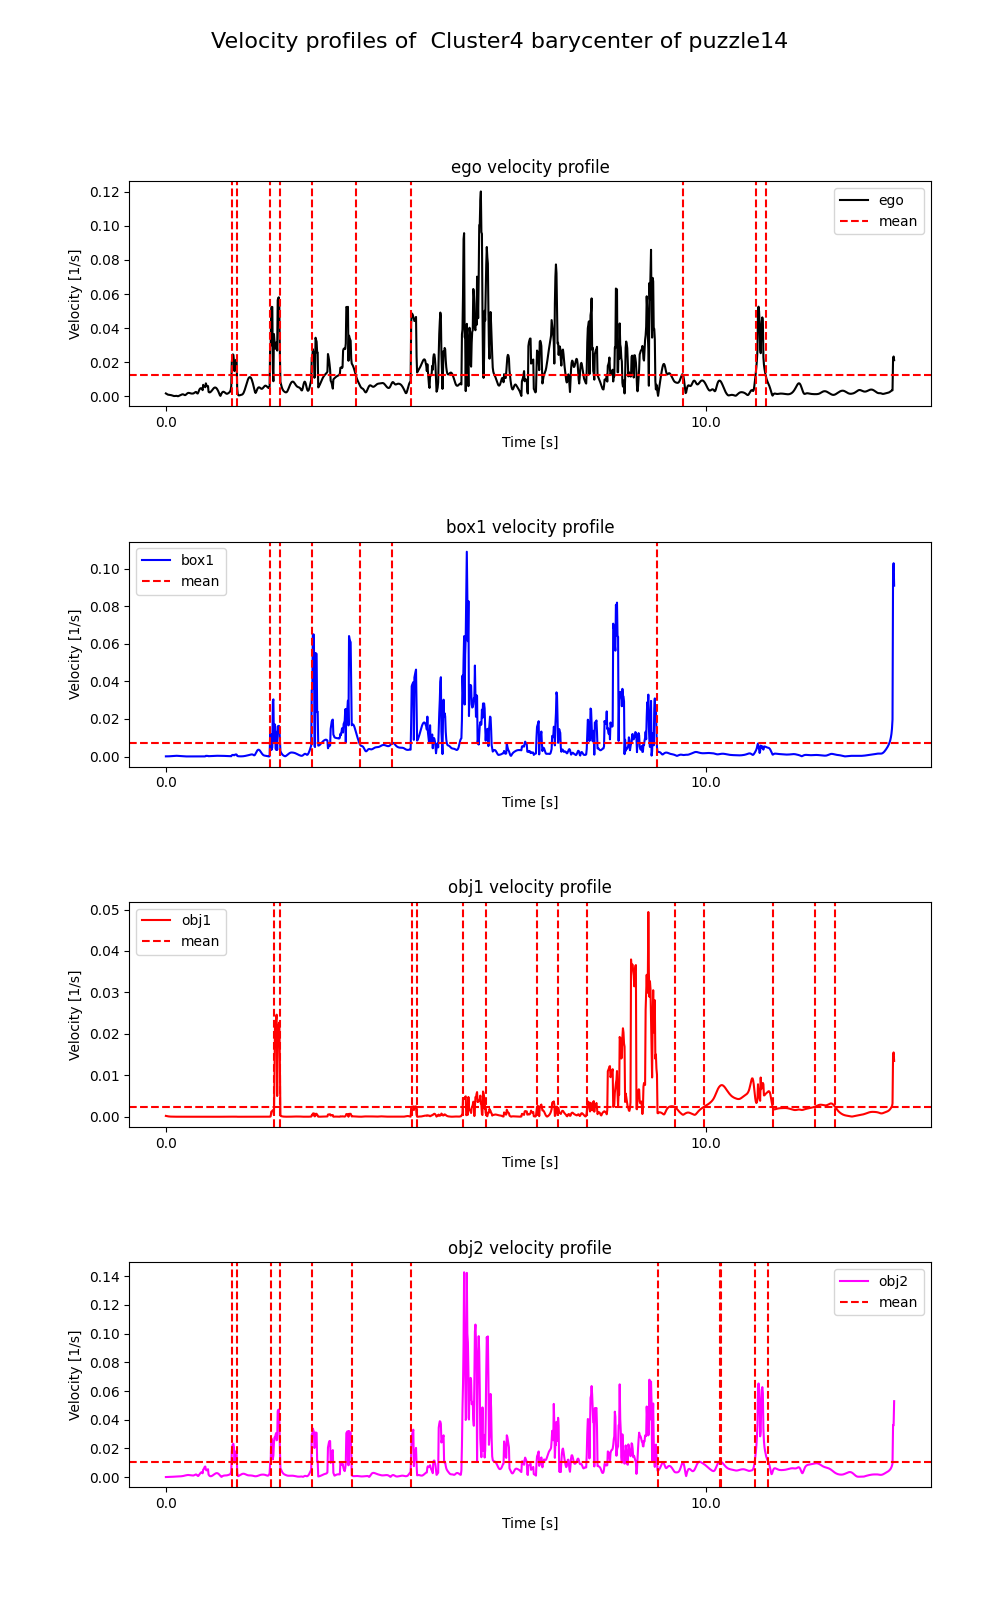 Velocity profiles of  Cluster4 barycenter of puzzle14
ego velocity profile
Velocity [1/s]
0.12
0.10
0.08
0.06
0.04
0.02
0.00
ego
mean
0.0
10.0
Time [s]
box1 velocity profile
Velocity [1/s]
0.10
0.08
0.06
0.04
0.02
0.00
box1
mean
0.0
10.0
Time [s]
obj1 velocity profile
Velocity [1/s]
0.05
0.04
0.03
0.02
0.01
0.00
obj1
mean
0.0
10.0
Time [s]
obj2 velocity profile
Velocity [1/s]
0.14
0.12
0.10
0.08
0.06
0.04
0.02
0.00
obj2
mean
0.0
10.0
Time [s]